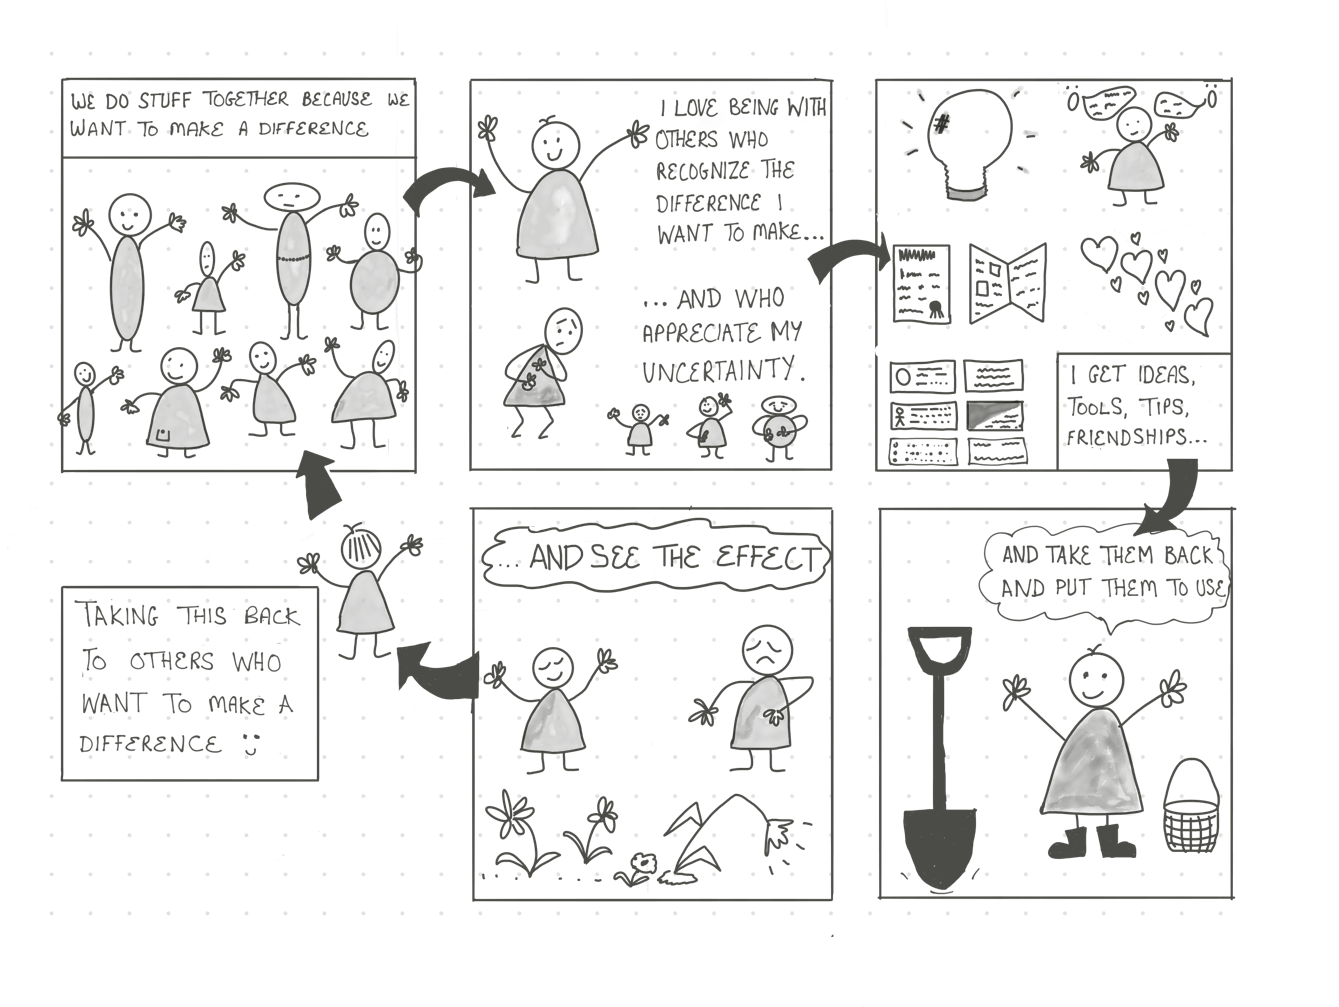 WE DO STUFF TOGETHER BECAUSE WE
WANT TO MAKE A DIFFERENCE
I LOVE BEING WITH
OTHERS WHO
RECOGNIZE THE
DIFFERENCE I
WANT TO MAKE...
... AND WHO
APPRECIATE MY
UNCERTAINTY.
#
I GET IDEAS,
TOOLS, TIPS,
FRIENDSHIPS...
AND TAKE THEM BACK
AND PUT THEM TO USE
... AND SEE THE EFFECT
TAKING THIS BACK
TO OTHERS WHO
WANT TO MAKE A
DIFFERENCE